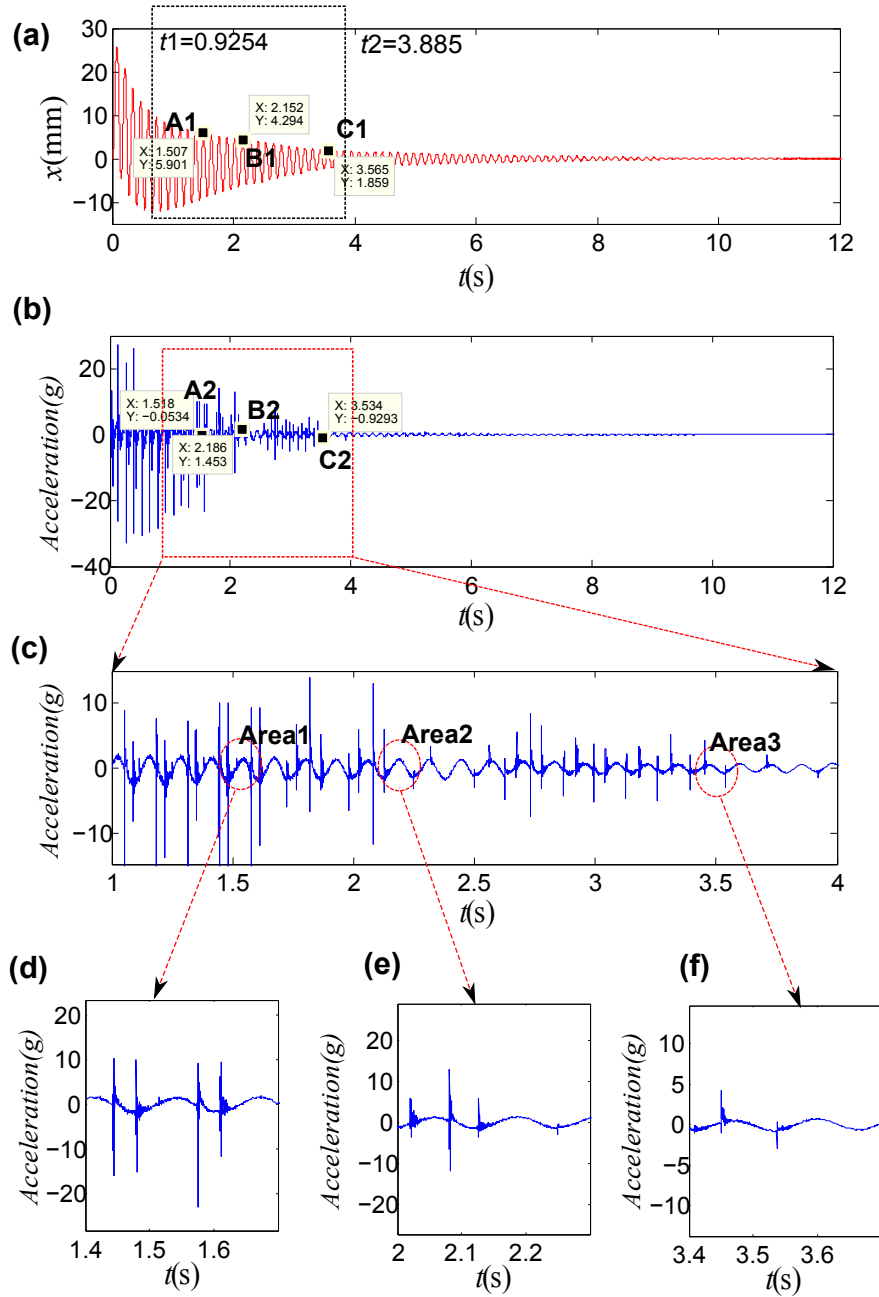 (a)
t1=0.9254
t2=3.885
30
20
10
0
−10
x(mm)
A1
X: 1.507
Y: 5.901
X: 2.152
Y: 4.294
B1
C1
X: 3.565
Y: 1.859
0 2 4 6 8 10 12
t(s)
(b)
20
0
−20
−40
Acceleration(g)
A2
X: 1.518
Y: −0.0534
B2
X: 2.186
Y: 1.453
X: 3.534
Y: −0.9293
C2
0 2 4 6 8 10 12
t(s)
(c)
10
0
−10
Acceleration(g)
Area1
Area2
Area3
1 1.5 2 2.5 3 3.5 4
t(s)
(d)
20
10
0
−10
−20
Acceleration(g)
1.4 1.5 1.6
t(s)
(e)
20
10
0
−10
−20
Acceleration(g)
2 2.1 2.2
t(s)
(f)
10
5
0
−5
−10
Acceleration(g)
3.4 3.5 3.6
t(s)